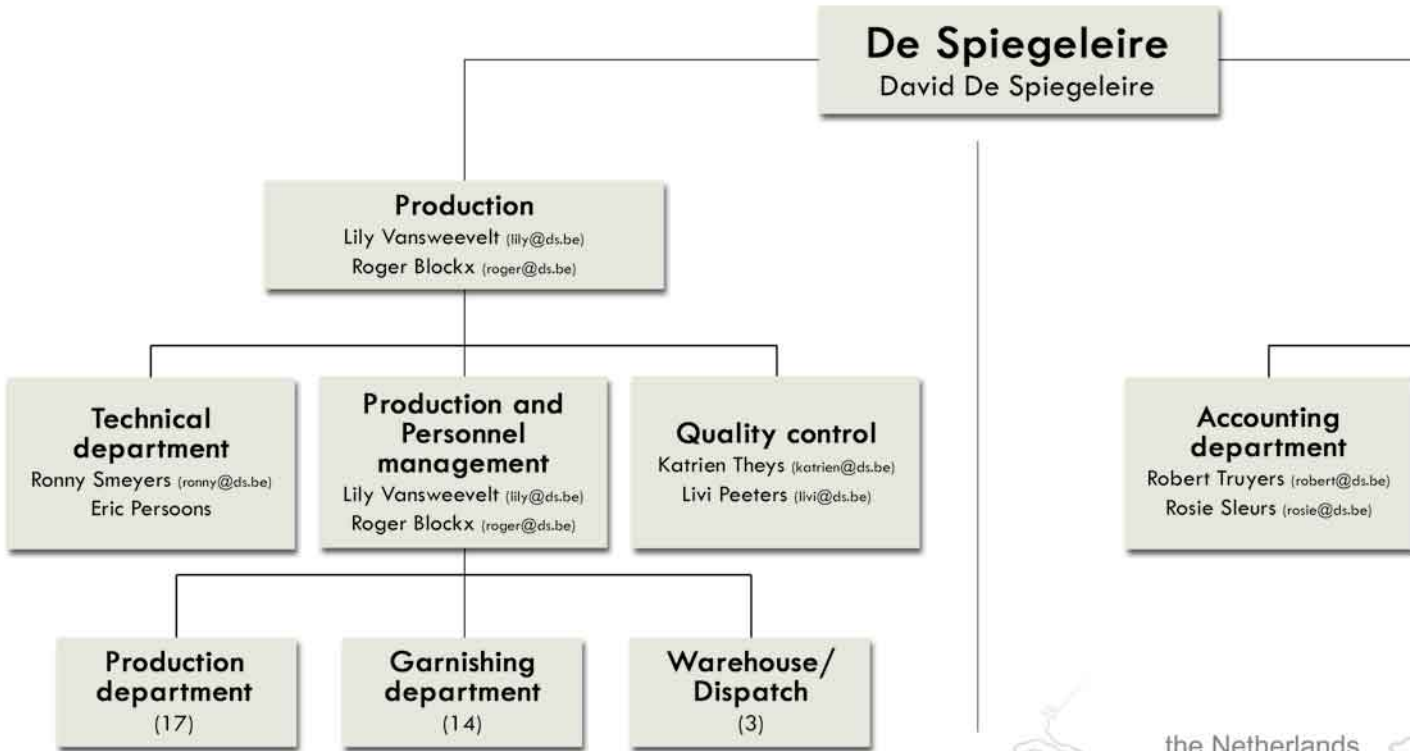 De Spiegeleire
David De Spiegeleire
Production
Lily Vansweevelt (lily@ds.be)
Roger Blockx (roger@ds.be)
Technical
department
Ronny Smeyers (ronny@ds.be)
Eric Persoons
Production and
Personnel
management
Lily Vansweevelt (lily@ds.be)
Roger Blockx (roger@ds.be)
Quality control
Katrien Theys (katrien@ds.be)
Livi Peeters (livi@ds.be)
Accounting
department
Robert Truyers (robert@ds.be)
Rosie Sleurs (rosie@ds.be)
Production
department
(17)
Garnishing
department
(14)
Warehouse/
Dispatch
(3)
the Netherlands